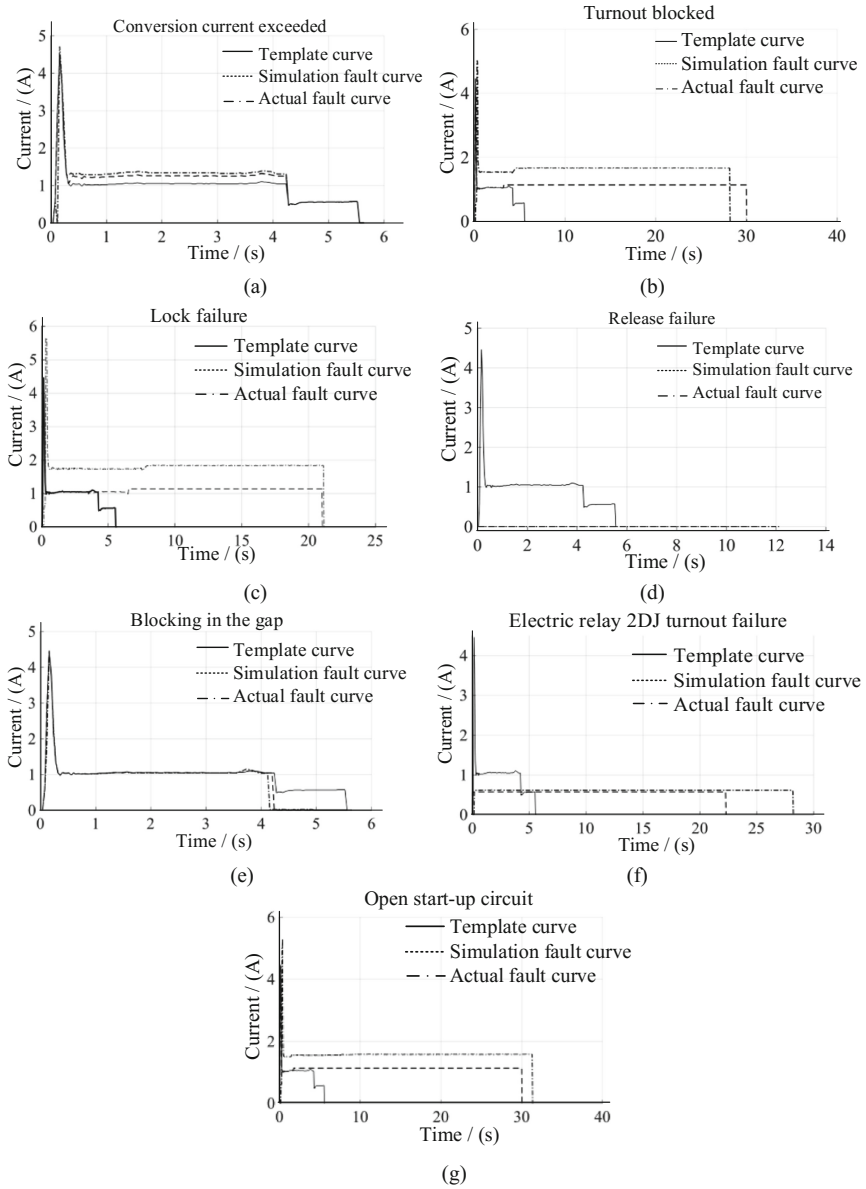 Conversion current exceeded
Template curve
Simulation fault curve
Actual fault curve
Current / (A)
5
4
3
2
1
0
0 1 2 3 4 5 6
Time / (s)
(a)
Turnout blocked
Template curve
Simulation fault curve
Actual fault curve
Current / (A)
6
4
2
0
0 10 20 30 40
Time / (s)
(b)
Lock failure
Template curve
Simulation fault curve
Actual fault curve
Current / (A)
6
5
4
3
2
1
0
0 5 10 15 20 25
Time / (s)
(c)
Release failure
Template curve
Simulation fault curve
Actual fault curve
Current / (A)
5
4
3
2
1
0
0 2 4 6 8 10 12 14
Time / (s)
(d)
Blocking in the gap
Template curve
Simulation fault curve
Actual fault curve
Current / (A)
5
4
3
2
1
0
0 1 2 3 4 5 6
Time / (s)
(e)
Electric relay 2DJ turnout failure
Template curve
Simulation fault curve
Actual fault curve
Current / (A)
4
3
2
1
0
0 5 10 15 20 25 30
Time / (s)
(f)
Open start-up circuit
Template curve
Simulation fault curve
Actual fault curve
Current / (A)
6
4
2
0
0 10 20 30 40
Time / (s)
(g)